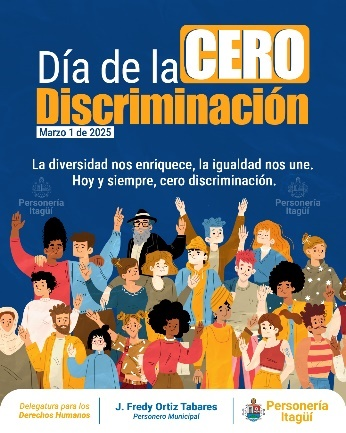 Día de la CERO
Discriminación
Marzo 1 de 2025
La diversidad nos enriquece, la igualdad nos une.
Hoy y siempre, cero discriminación.
Personería
Itagüí
Personería
Itagüí
Delegatura para los
Derechos Humanos
J. Fredy Ortiz Tabares
Personero Municipal
Personería
Itagüí